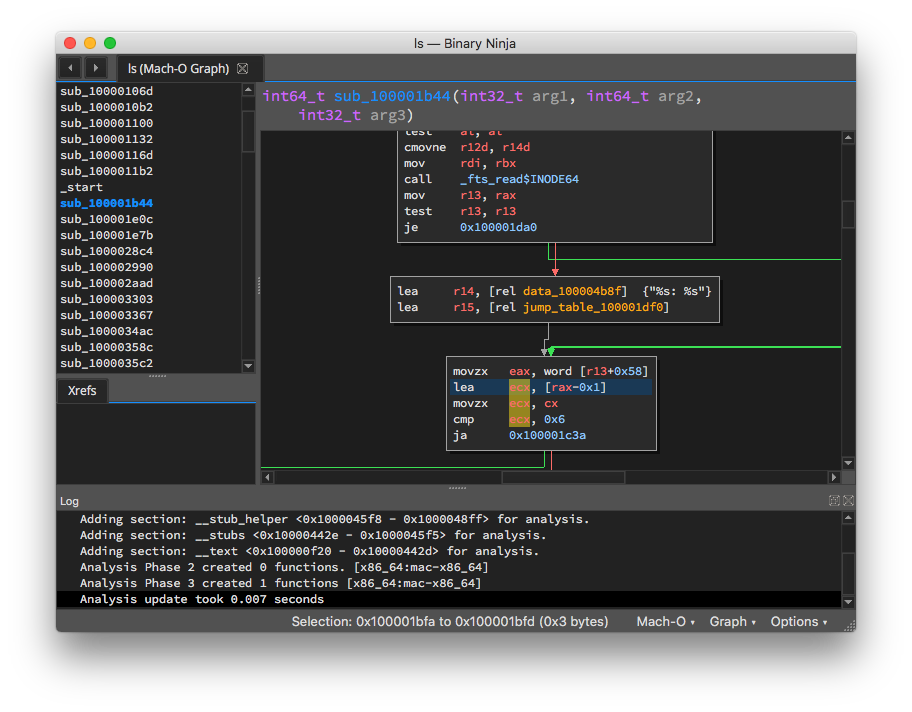 ls — Binary Ninja
ls (Mach-O Graph)
sub_10000106d
sub_1000010b2
sub_100001100
sub_100001132
sub_10000116d
sub_1000011b2
_start
sub_100001b44
sub_100001e0c
sub_100001e7b
sub_1000028c4
sub_100002990
sub_100002aad
sub_100003303
sub_100003367
sub_1000034ac
sub_10000358c
sub_1000035c2
Xrefs
int64_t sub_100001b44(int32_t arg1, int64_t arg2,
int32_t arg3)
test al, al
cmovne r12d, r14d
mov rdi, rbx
call _fts_read$INODE64
mov r13, rax
test r13, r13
je 0x100001da0
lea r14, [rel data_100004b8f] {"%s: %s"}
lea r15, [rel jump_table_100001df0]
movzx eax, word [r13+0x58]
lea ecx, [rax-0x1]
movzx ecx, cx
cmp ecx, 0x6
ja 0x100001c3a
Log
Adding section: __stub_helper <0x1000045f8 - 0x1000048ff> for analysis.
Adding section: __stubs <0x10000442e - 0x1000045f5> for analysis.
Adding section: __text <0x100000f20 - 0x10000442d> for analysis.
Analysis Phase 2 created 0 functions. [x86_64:mac-x86_64]
Analysis Phase 3 created 1 functions [x86_64:mac-x86_64]
Analysis update took 0.007 seconds
Selection: 0x100001bfa to 0x100001bfd (0x3 bytes) Mach-O Graph Options